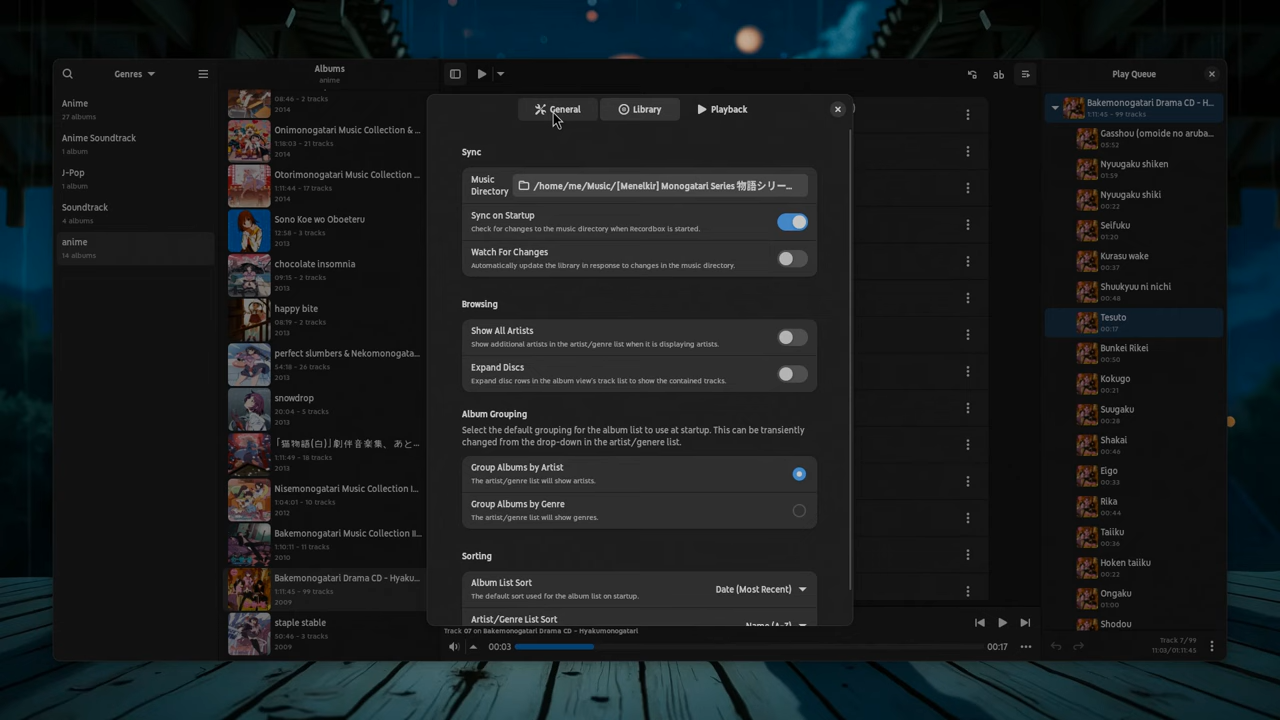 Genres
Anime
27 albums
Anime Soundtrack
1 album
J-Pop
1 album
Soundtrack
4 albums
anime
14 albums
Albums
anime
08:46 - 2 tracks
2014
Onimonogatari Music Collection & ...
1:18:03 - 21 tracks
2014
Otorimonogatari Music Collection ...
1:11:44 - 17 tracks
2014
Sono Koe wo Oboeteru
12:58 - 3 tracks
2013
chocolate insomnia
09:15 - 2 tracks
2013
happy bite
08:19 - 2 tracks
2013
perfect slumbers & Nekomonogata...
54:18 - 26 tracks
2013
snowdrop
20:04 - 5 tracks
2013
「猫物語(白)」劇伴音楽集、あと...
1:11:49 - 18 tracks
2013
Nisemonogatari Music Collection I...
1:04:01 - 10 tracks
2012
Bakemonogatari Music Collection II...
1:10:11 - 11 tracks
2010
Bakemonogatari Drama CD - Hyaku...
1:11:45 - 99 tracks
2009
staple stable
50:46 - 3 tracks
General
Library
Playback
Sync
Music Directory
/home/me/Music/[Menelkir] Monogatari Series 物語シリー...
Sync on Startup
Check for changes to the music directory when Recordbox is started.
Watch For Changes
Automatically update the library in response to changes in the music directory.
Browsing
Show All Artists
Show additional artists in the artist/genre list when it is displaying artists.
Expand Discs
Expand disc rows in the album view's track list to show the contained tracks.
Album Grouping
Select the default grouping for the album list to use at startup. This can be transiently
changed from the drop-down in the artist/genere list.
Group Albums by Artist
The artist/genre list will show artists.
Group Albums by Genre
The artist/genre list will show genres.
Sorting
Album List Sort
The default sort used for the album list on startup.
Date (Most Recent)
Artist/Genre List Sort
Name (A-Z)
Track 07 on Bakemonogatari Drama CD - Hyakumonogatari
00:03
00:17
ab
Play Queue
Bakemonogatari Drama CD - H...
1:11:45 - 99 tracks
Gasshou (omoide no aruba...
05:52
Nyuugaku shiken
01:59
Nyuugaku shiki
00:22
Seifuku
01:20
Kurasu wake
00:37
Shuukyuu ni nichi
00:48
Tesuto
00:17
Bunkei Rikei
00:50
Kokugo
00:21
Suugaku
00:28
Shakai
00:46
Eigo
00:33
Rika
00:44
Taiiku
00:36
Hoken taiiku
00:22
Ongaku
01:00
Shodou
Track 7/99
11:03/01:11:45